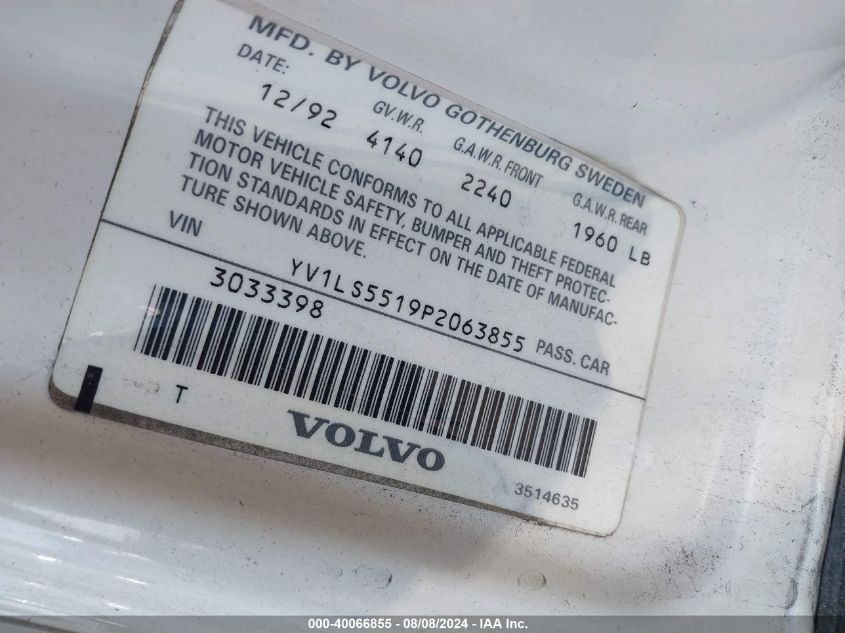 MFD. BY VOLVO GOTHENBURG SWEDEN
DATE: GV.W.R. G.A.W.R. FRONT G.A.W.R. REAR
12/92 4140 2240 1960 LB
THIS VEHICLE CONFORMS TO ALL APPLICABLE FEDERAL
MOTOR VEHICLE SAFETY, BUMPER AND THEFT PROTEC-
TION STANDARDS IN EFFECT ON THE DATE OF MANUFAC-
TURE SHOWN ABOVE.
VIN YV1LS5519P2063855 PASS. CAR
3033398
T
VOLVO
3514635
000-40066855 - 08/08/2024 - IAA Inc.